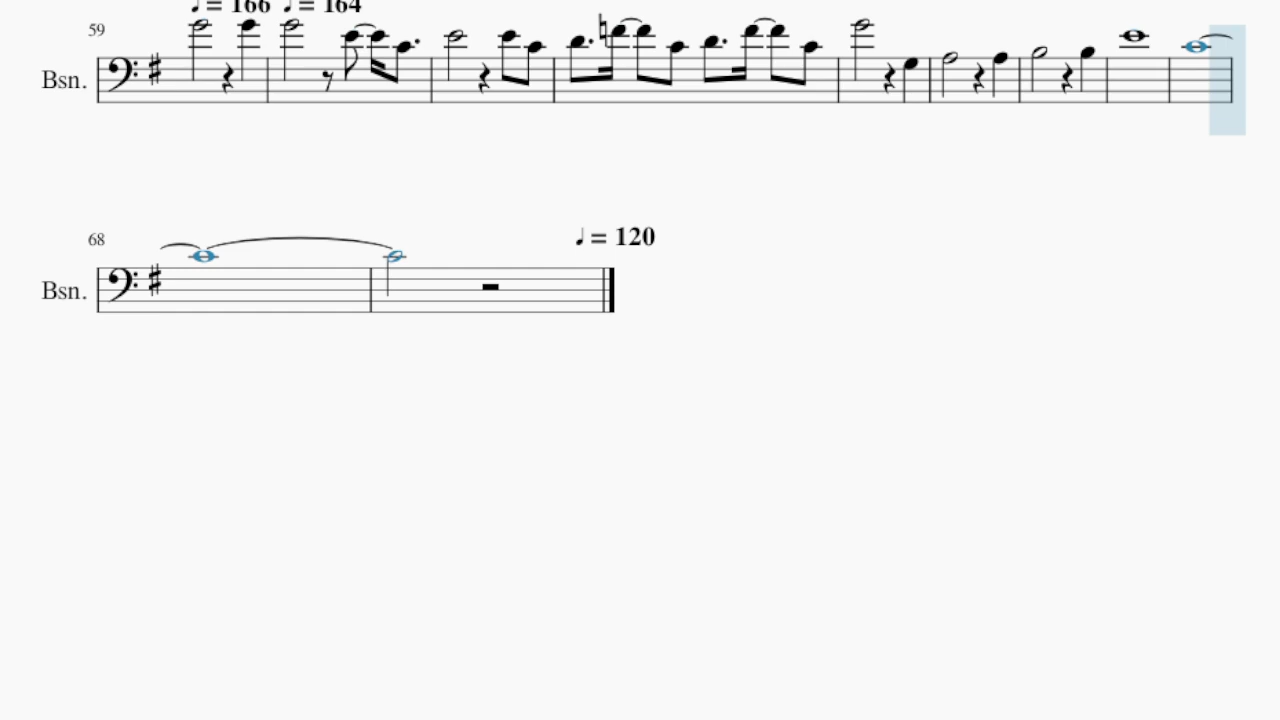 ♩ = 166 ♩ = 164
59
Bsn.
♩ = 120
68
Bsn.